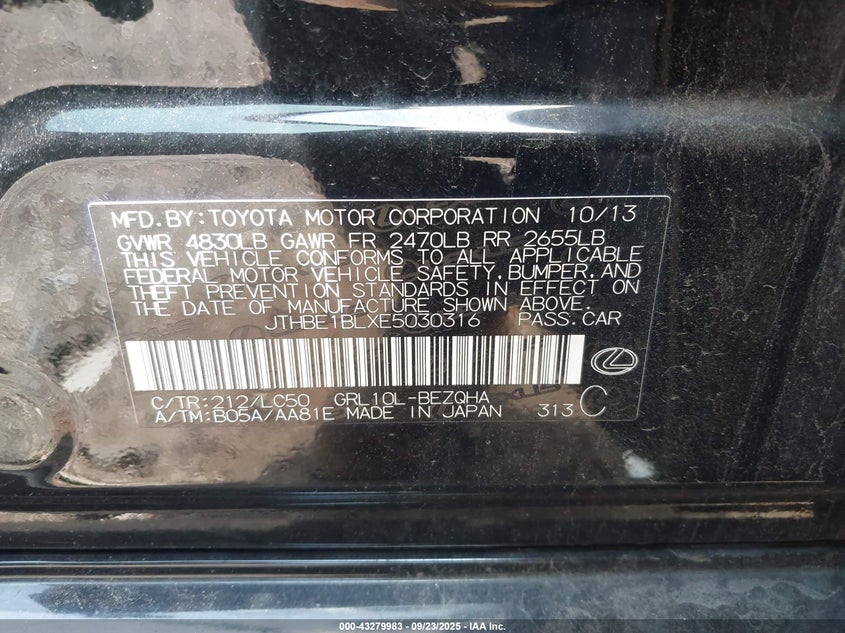 MFD.BY:TOYOTA MOTOR CORPORATION 10/13
GVWR 4830LB GAWR FR 2470LB RR 2655LB
THIS VEHICLE CONFORMS TO ALL APPLICABLE
FEDERAL MOTOR VEHICLE SAFETY,BUMPER,AND
THEFT PREVENTION STANDARDS IN EFFECT ON
THE DATE OF MANUFACTURE SHOWN ABOVE.
JTHBE1BLXE5030316 PASS.CAR
C/TR:212/LC50 GRL10L-BEZQHA
A/TM:B05A/AA81E MADE IN JAPAN 313 C
000-43279983 - 09/23/2025 - IAA Inc.